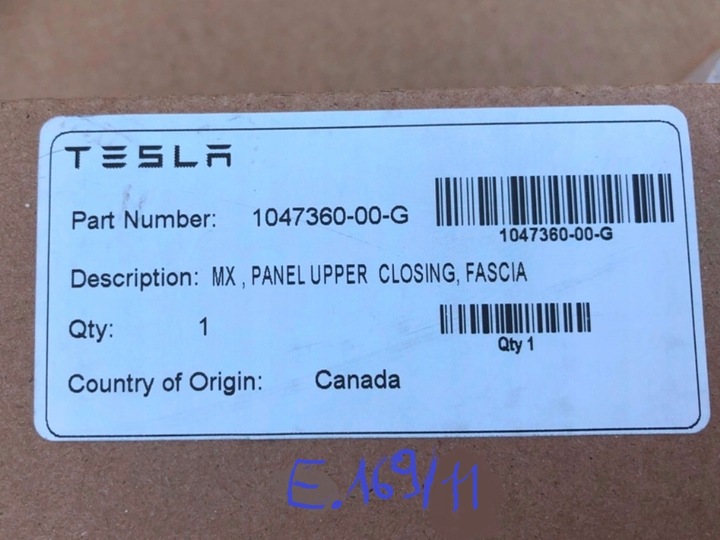 TESLA
Part Number: 1047360-00-G
1047360-00-G
Description: MX , PANEL UPPER CLOSING, FASCIA
Qty: 1
Qty 1
Country of Origin: Canada
E.169/11